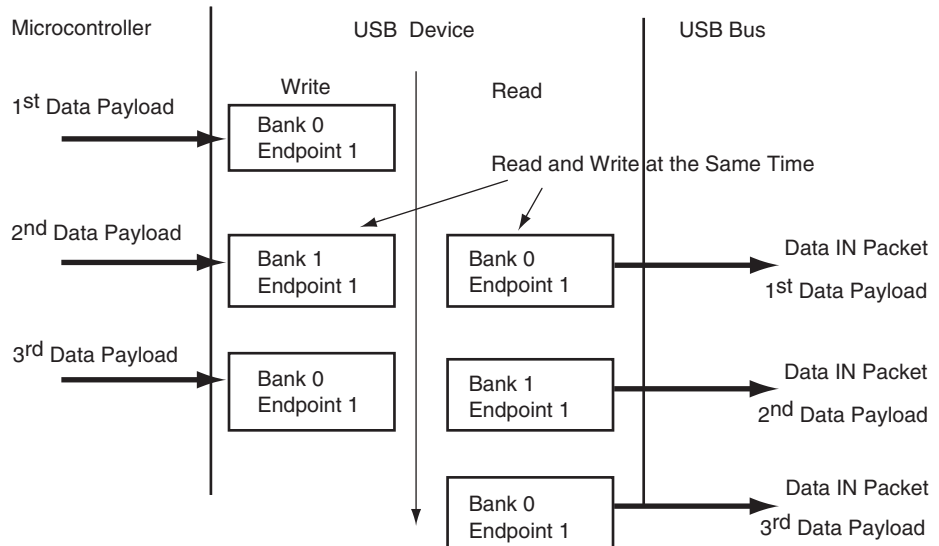 Microcontroller
USB Device
USB Bus
Write
Read
1st Data Payload
Bank 0
Endpoint 1
Read and Write at the Same Time
2nd Data Payload
Bank 1
Endpoint 1
Bank 0
Endpoint 1
Data IN Packet
1st Data Payload
3rd Data Payload
Bank 0
Endpoint 1
Bank 1
Endpoint 1
Data IN Packet
2nd Data Payload
Bank 0
Endpoint 1
Data IN Packet
3rd Data Payload